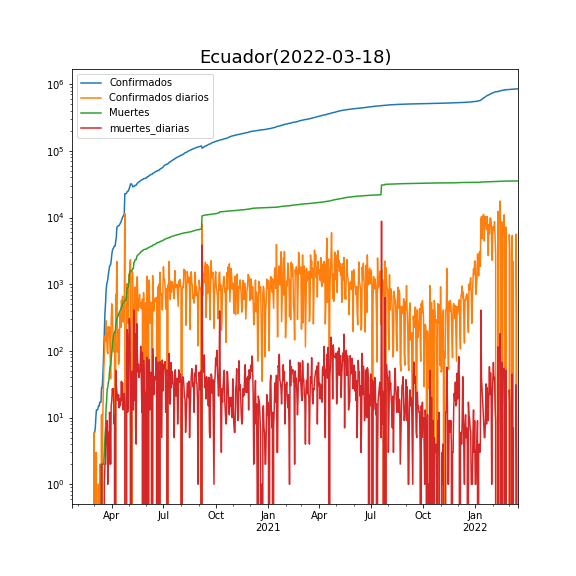 Ecuador(2022-03-18)
Confirmados
Confirmados diarios
Muertes
muertes_diarias
10^6
10^5
10^4
10^3
10^2
10^1
10^0
Apr Jul Oct Jan Apr Jul Oct Jan
2021 2022